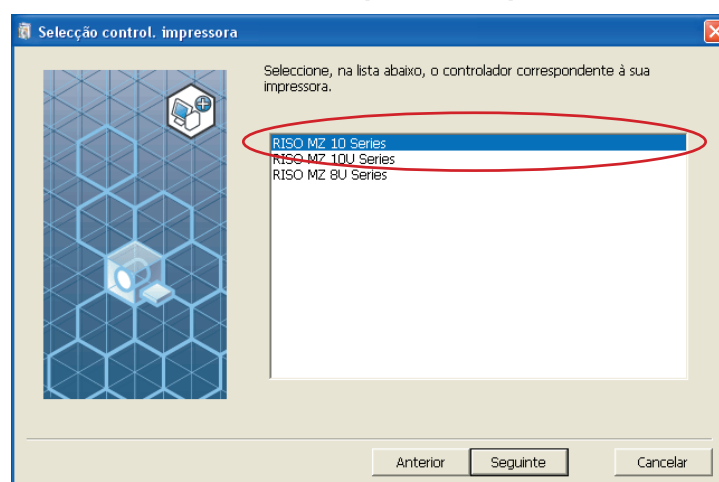 Selecção control. impressora
Seleccione, na lista abaixo, o controlador correspondente à sua
impressora.
RISO MZ 10 Series
RISO MZ 10U Series
RISO MZ 8U Series
Anterior Seguinte Cancelar